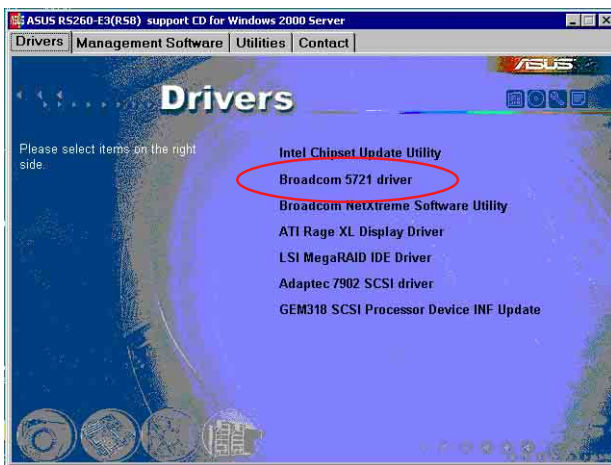 ASUS RS260-E3(RS8) support CD for Windows 2000 Server
Drivers Management Software Utilities Contact
ASUS
Drivers
Please select items on the right
side.
Intel Chipset Update Utility
Broadcom 5721 driver
Broadcom NetXtreme Software Utility
ATI Rage XL Display Driver
LSI MegaRAID IDE Driver
Adaptec 7902 SCSI driver
GEM318 SCSI Processor Device INF Update